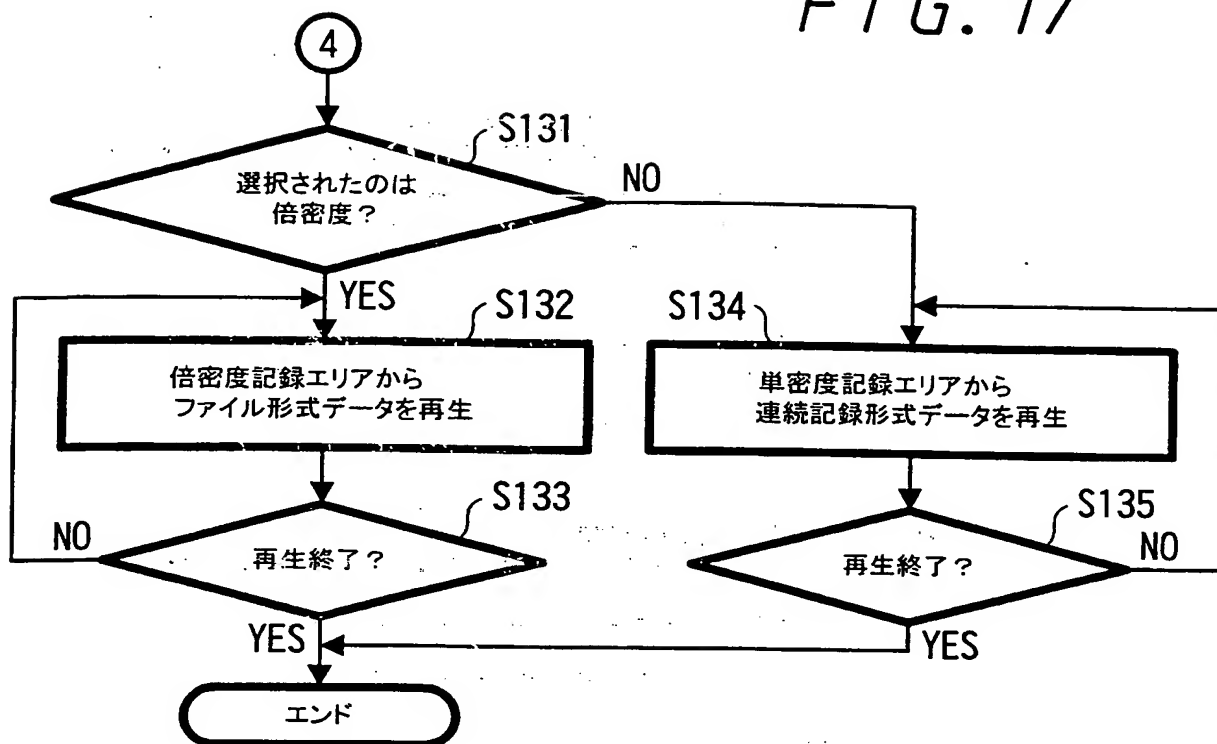 FIG. 17
4
S131
選択されたのは
倍密度?
NO
YES
S132
倍密度記録エリアから
ファイル形式データを再生
S134
単密度記録エリアから
連続記録形式データを再生
S133
再生終了?
NO
YES
S135
再生終了?
NO
YES
エンド